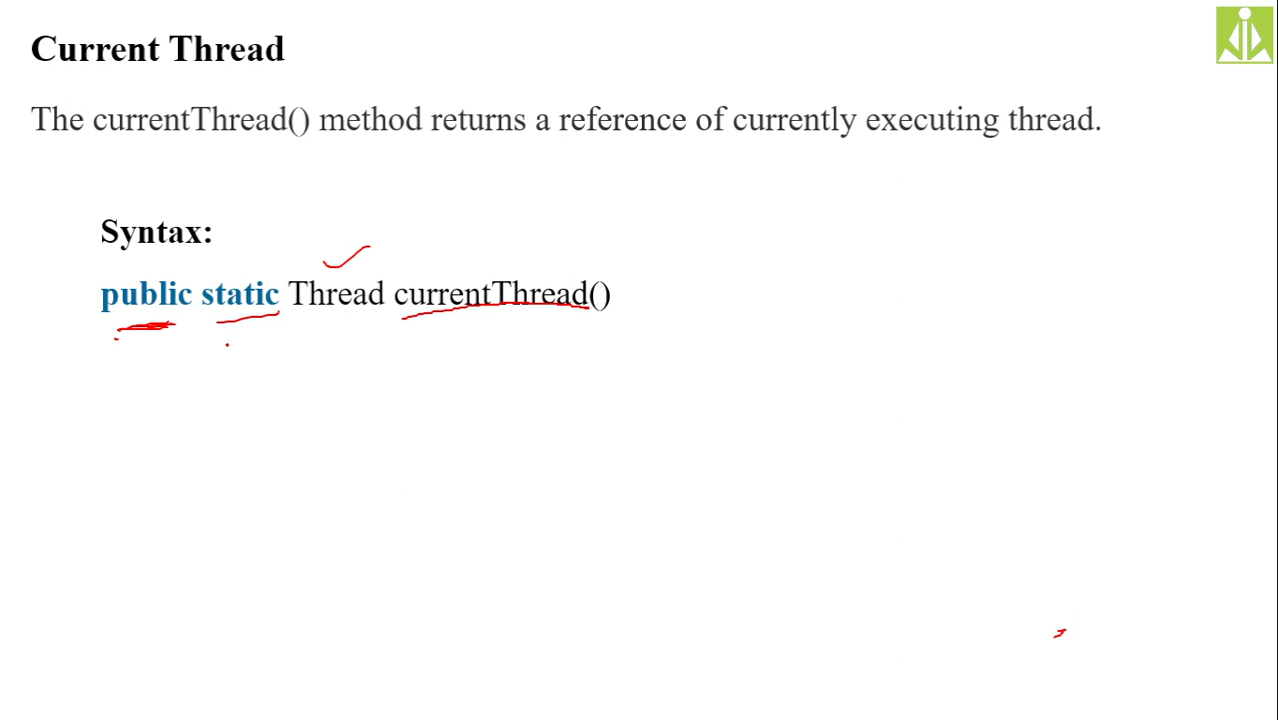 Current Thread
The currentThread() method returns a reference of currently executing thread.
Syntax:
public static Thread currentThread()